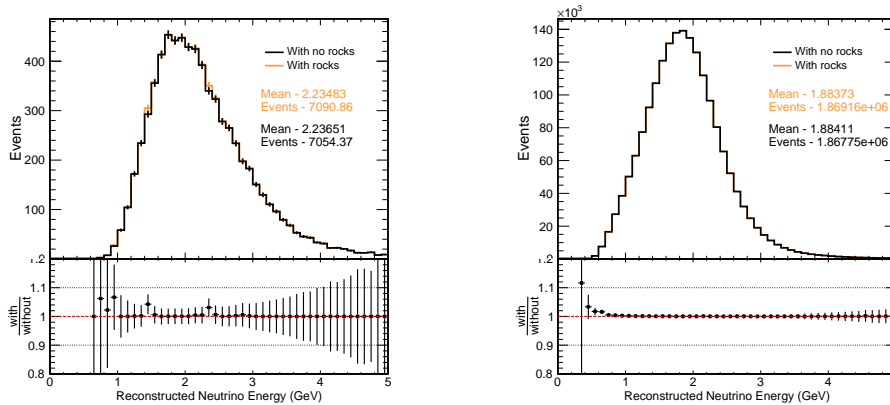 ×10³
400
300
200
100
Events
With no rocks
With rocks
Mean - 2.23483
Events - 7090.86
Mean - 2.23651
Events - 7054.37
140
120
100
80
60
40
20
Events
With no rocks
With rocks
Mean - 1.88373
Events - 1.86916e+06
Mean - 1.88411
Events - 1.86775e+06
1.1
1
0.9
0.8
with
without
0 1 2 3 4 5
Reconstructed Neutrino Energy (GeV)
1.1
1
0.9
0.8
with
without
0 1 2 3 4
Reconstructed Neutrino Energy (GeV)